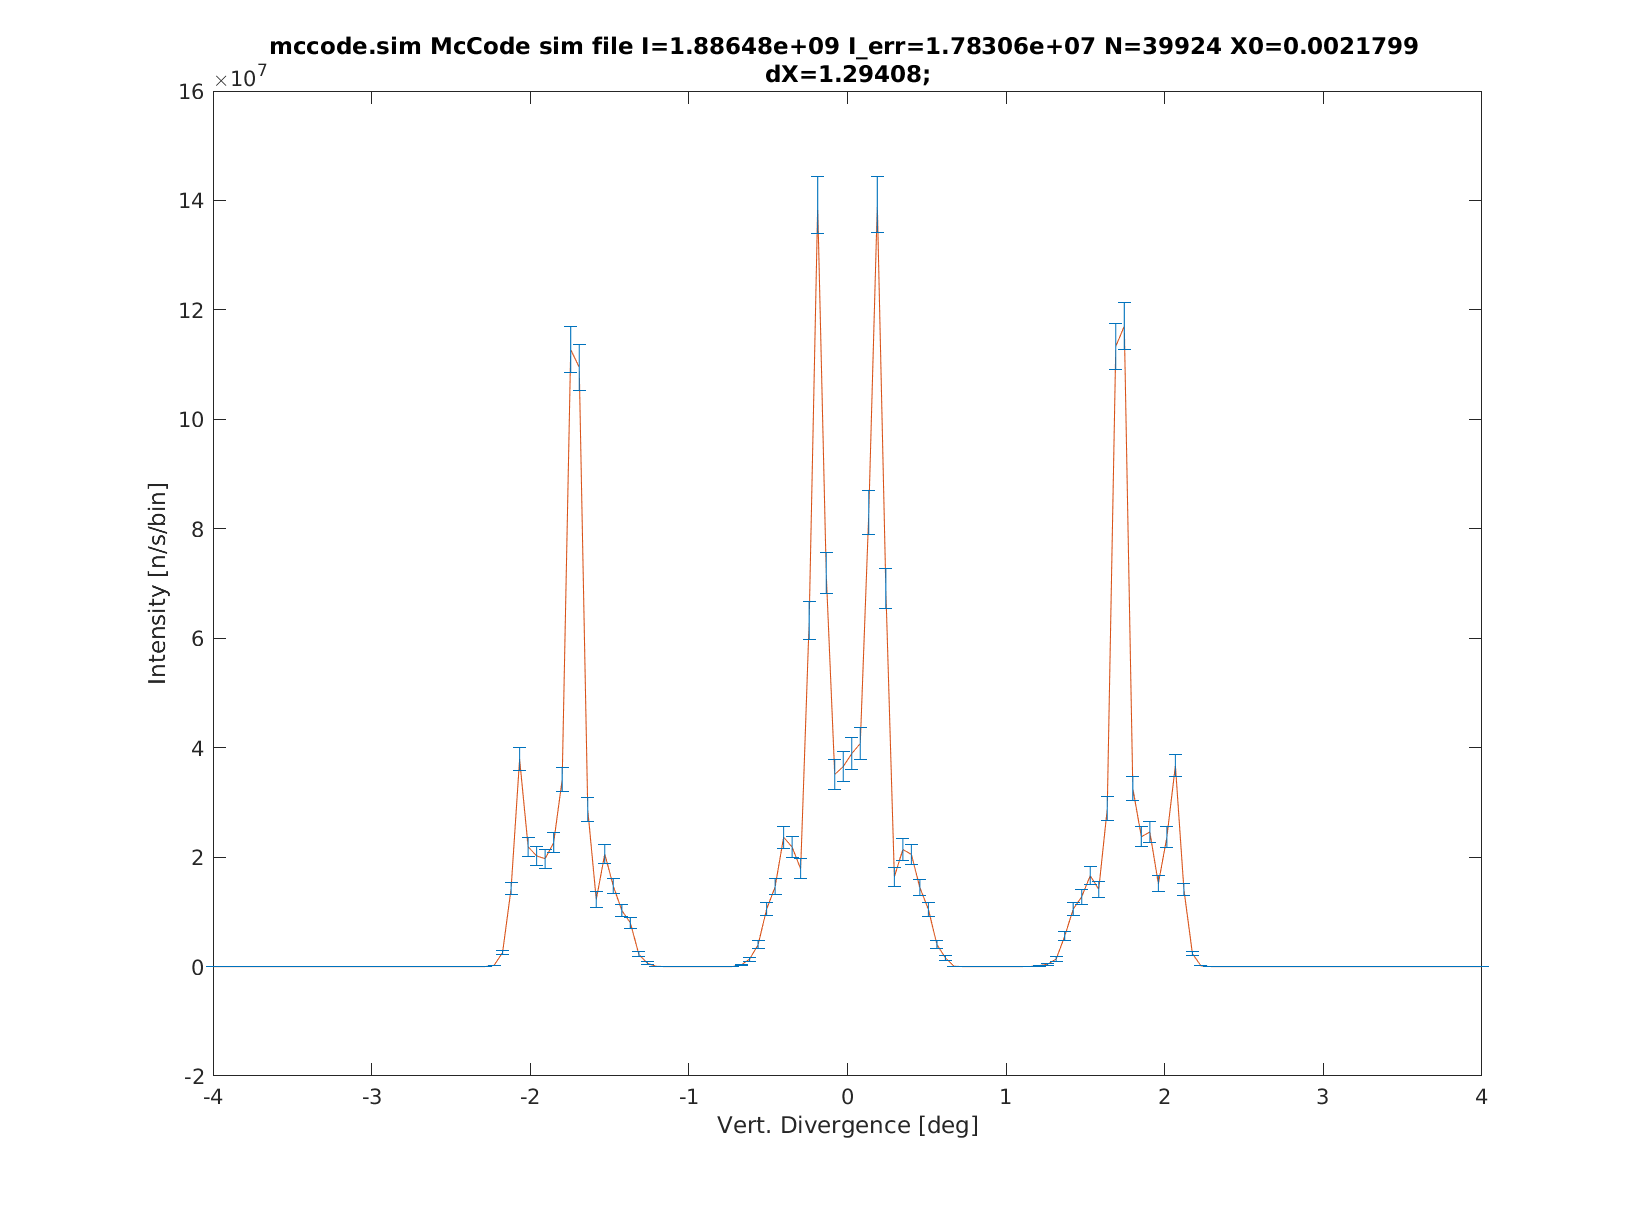 mccode.sim McCode sim file I=1.88648e+09 I_err=1.78306e+07 N=39924 X0=0.0021799
dX=1.29408;
×10^7
16
14
12
10
8
6
4
2
0
-2
-4 -3 -2 -1 0 1 2 3 4
Vert. Divergence [deg]
Intensity [n/s/bin]